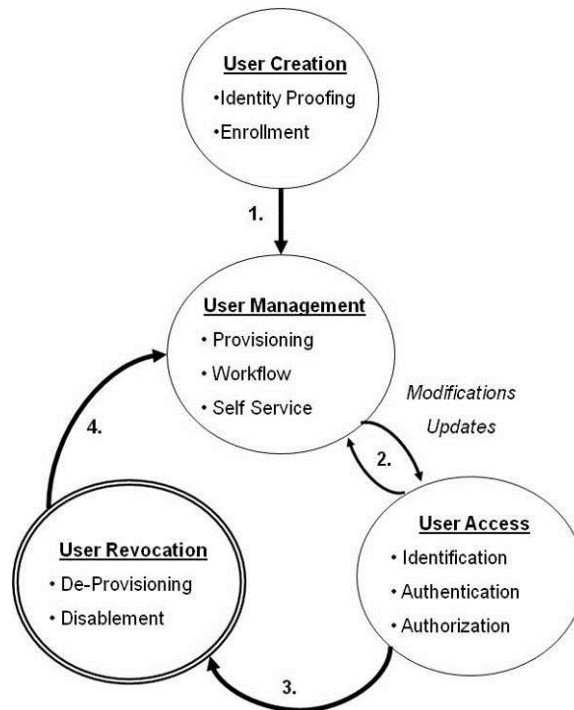 User Creation
•Identity Proofing
•Enrollment
1.
User Management
• Provisioning
• Workflow
• Self Service
Modifications
Updates
4.
2.
User Revocation
• De-Provisioning
• Disablement
User Access
• Identification
• Authentication
• Authorization
3.